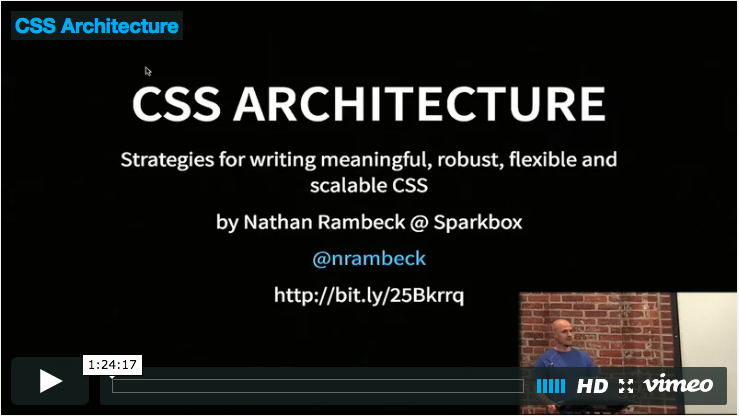 CSS Architecture
CSS ARCHITECTURE
Strategies for writing meaningful, robust, flexible and
scalable CSS
by Nathan Rambeck @ Sparkbox
@nrambeck
http://bit.ly/25Bkrrq
1:24:17
HD vimeo